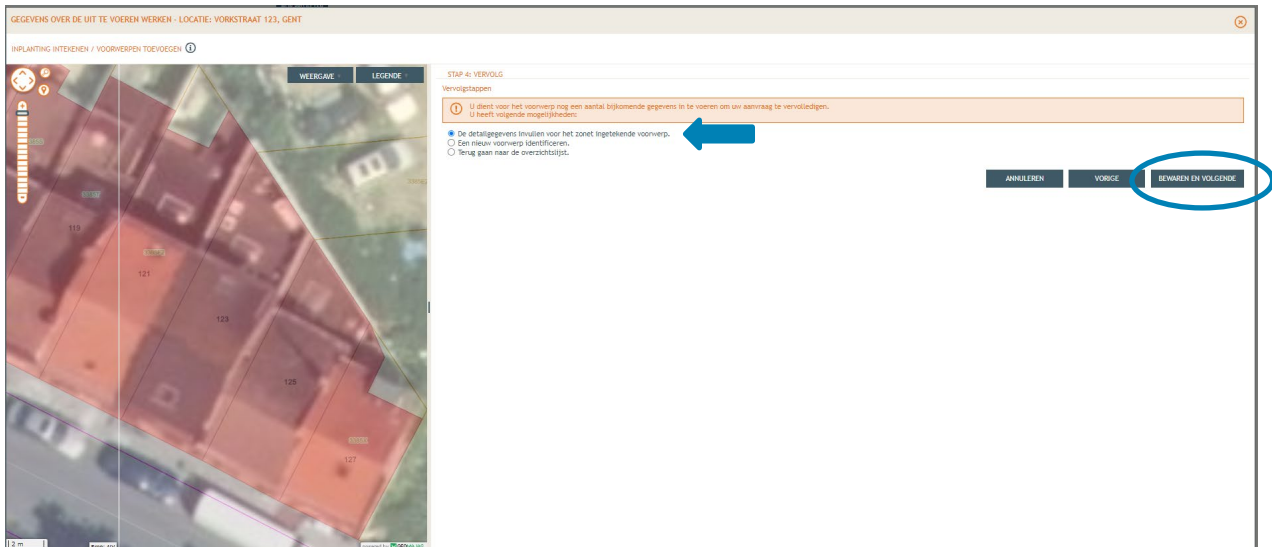 GEGEVENS OVER DE UIT TE VOEREN WERKEN - LOCATIE: VORKSTRAAT 123, GENT
INPLANTING INTEKENEN / VOORWERPEN TOEVOEGEN
WEERGAVE
LEGENDE
STAP 4: VERVOLG
Vervolgstappen
U dient voor het voorwerp nog een aantal bijkomende gegevens in te voeren om uw aanvraag te vervolledigen.
U heeft volgende mogelijkheden:
De detailgegevens invullen voor het zonet ingetekende voorwerp.
Een nieuw voorwerp identificeren.
Terug gaan naar de overzichtslijst.
ANNULEREN
VORIGE
BEWAREN EN VOLGENDE
119
121
123
127
2 m